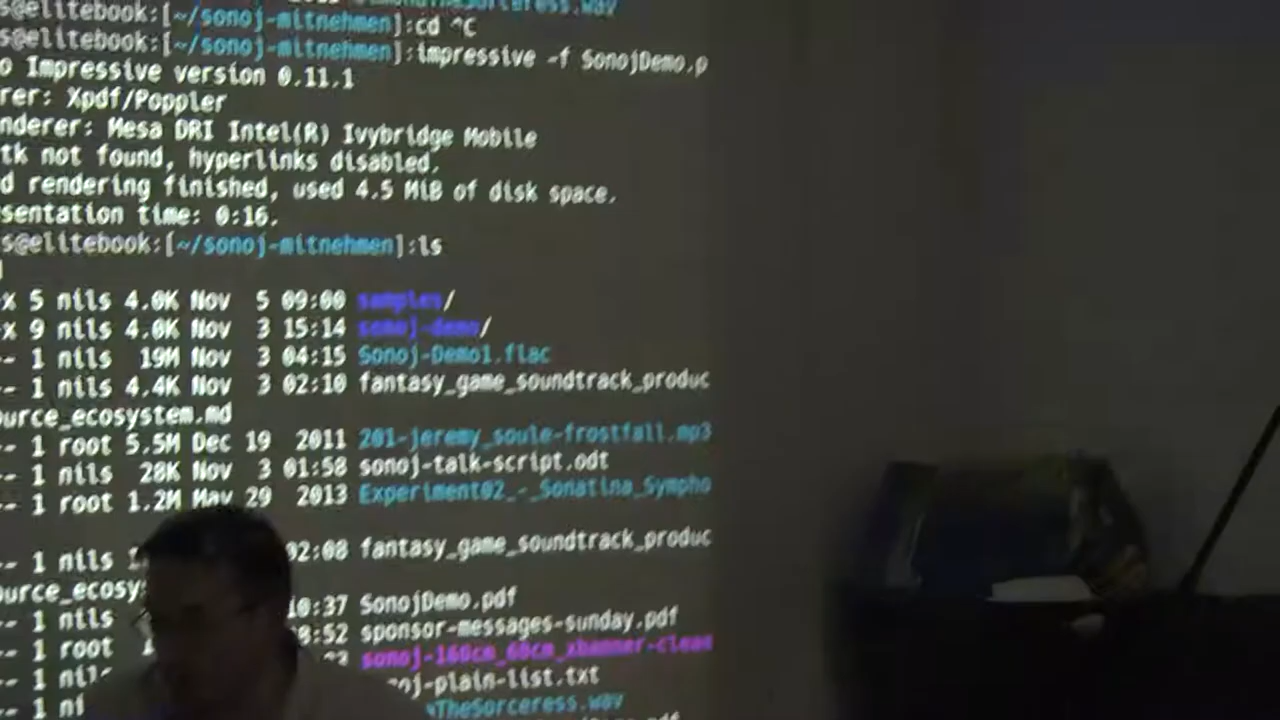 TheSorceress.wav
s@elitebook:[~/sonoj-mitnehmen]:cd ^C
s@elitebook:[~/sonoj-mitnehmen]:impressive -f SonojDemo.p
o Impressive version 0.11.1
rer: Xpdf/Poppler
nderer: Mesa DRI Intel(R) Ivybridge Mobile
tk not found, hyperlinks disabled.
d rendering finished, used 4.5 MiB of disk space.
sentation time: 0:16.
s@elitebook:[~/sonoj-mitnehmen]:ls
x 5 nils 4.0K Nov 5 09:00 samples/
x 9 nils 4.0K Nov 3 15:14 sonoj-demo/
-- 1 nils 19M Nov 3 04:15 Sonoj-Demo1.flac
-- 1 nils 4.4K Nov 3 02:10 fantasy_game_soundtrack_produc
ource_ecosystem.md
-- 1 root 5.5M Dec 19 2011 201-jeremy_soule-frostfall.mp3
-- 1 nils 28K Nov 3 01:58 sonoj-talk-script.odt
-- 1 root 1.2M May 29 2013 Experiment02_-_Sonatina_Sympho
-- 1 nils 02:08 fantasy_game_soundtrack_produc
ource_ecosy
-- 1 nils :37 SonojDemo.pdf
-- 1 root :52 sponsor-messages-sunday.pdf
-- 1 sonoj-160cm_60cm_xbanner-clean
-- 1 oj-plain-list.txt
TheSorceress.wav